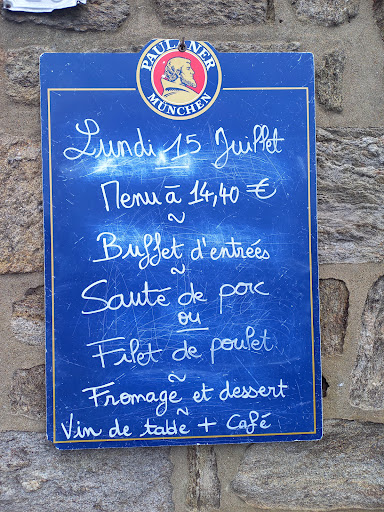 PAULANER
MÜNCHEN
Lundi 15 Juillet
Menu à 14,40 €
~
Buffet d'entrées
~
Sauté de porc
ou
Filet de poulet
~
Fromage et dessert
~
Vin de table + Café